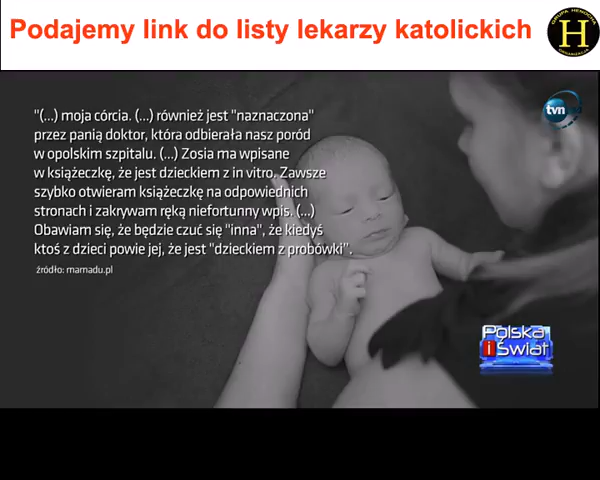 Podajemy link do listy lekarzy katolickich
GRUPA HENOCHA
H
ORGANIZACJA
tvn
"(...) moja córcia. (...) również jest "naznaczona"
przez panią doktor, która odbierała nasz poród
w opolskim szpitalu. (...) Zosia ma wpisane
w książeczkę, że jest dzieckiem z in vitro. Zawsze
szybko otwieram książeczkę na odpowiednich
stronach i zakrywam ręką niefortunny wpis. (...)
Obawiam się, że będzie czuć się "inna", że kiedyś
ktoś z dzieci powie jej, że jest "dzieckiem z probówki".
źródło: mamadu.pl
Polska
i Świat